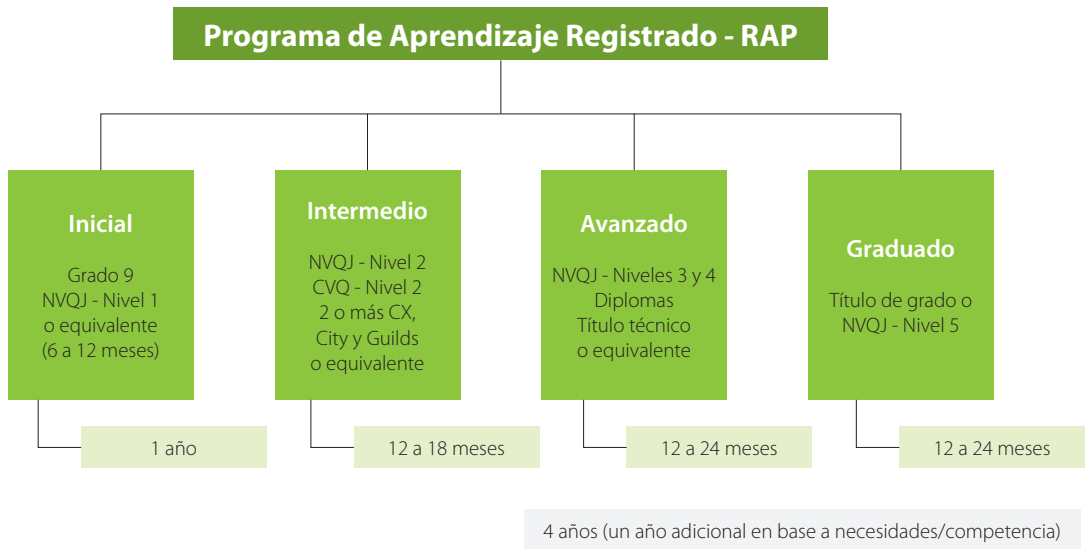 Programa de Aprendizaje Registrado - RAP
Inicial
Grado 9
NVQJ - Nivel 1
o equivalente
(6 a 12 meses)
1 año
Intermedio
NVQJ - Nivel 2
CVQ - Nivel 2
2 o más CX,
City y Guilds
o equivalente
12 a 18 meses
Avanzado
NVQJ - Niveles 3 y 4
Diplomas
Título técnico
o equivalente
12 a 24 meses
Graduado
Título de grado o
NVQJ - Nivel 5
12 a 24 meses
4 años (un año adicional en base a necesidades/competencia)